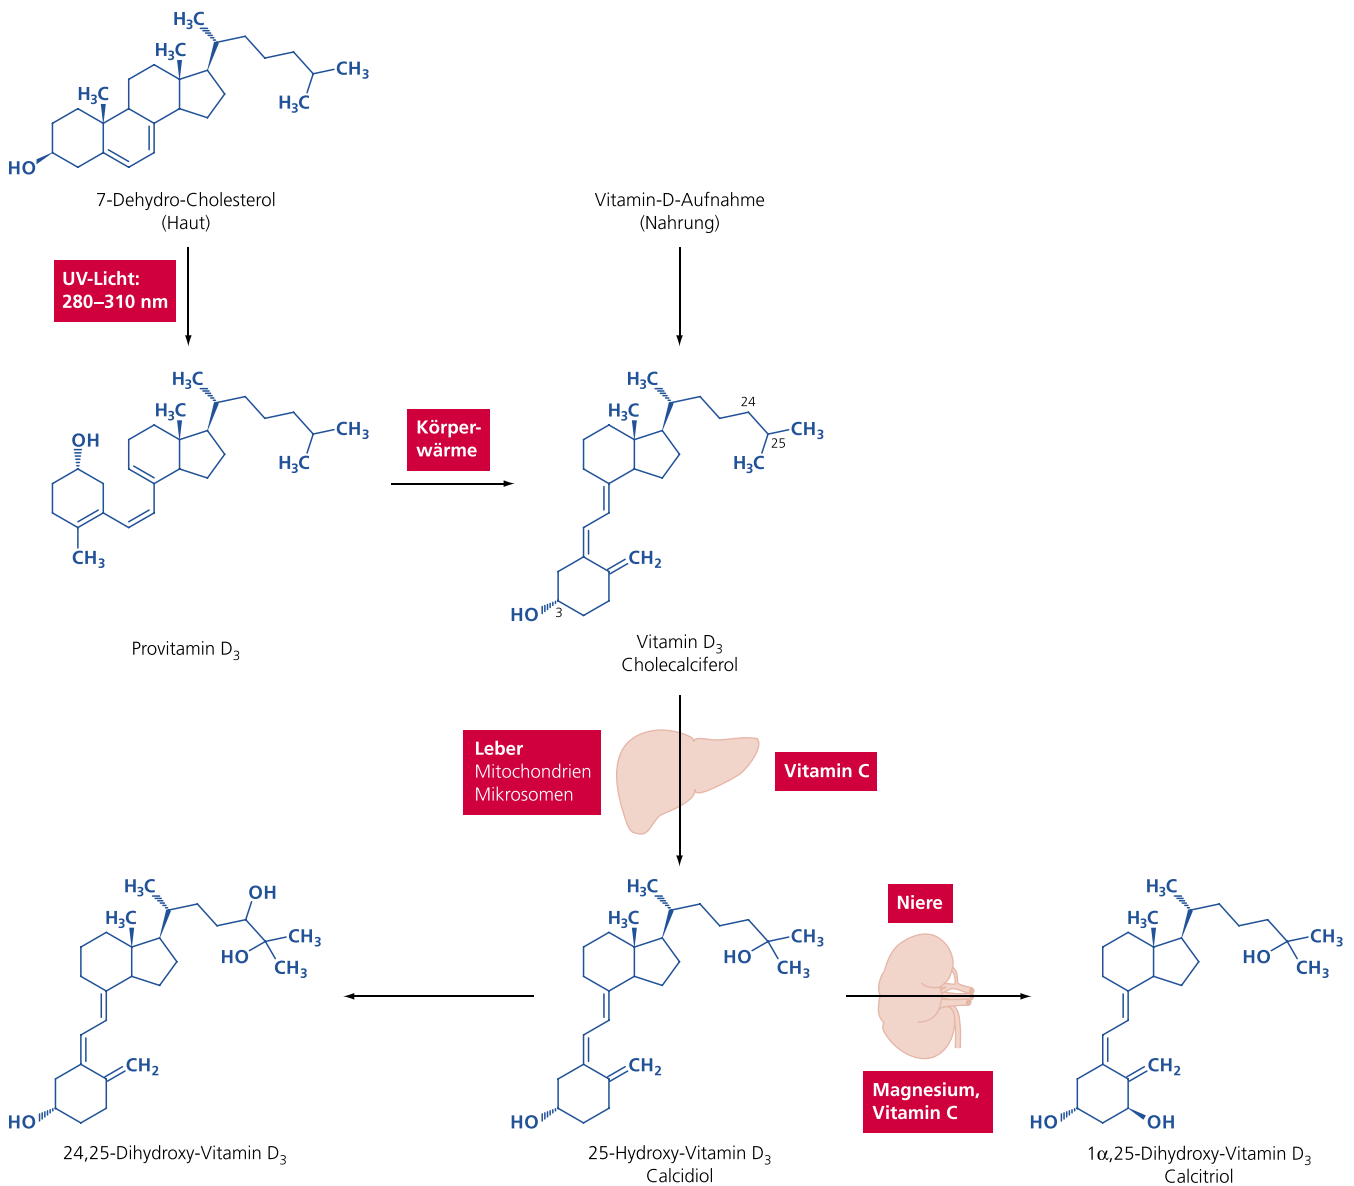 H₃C
H₃C
CH₃
H₃C
H₃C
HO
7-Dehydro-Cholesterol
(Haut)
Vitamin-D-Aufnahme
(Nahrung)
UV-Licht:
280–310 nm
H₃C
H₃C
CH₃
H₃C
OH
CH₃
Provitamin D₃
Körper-
wärme
H₃C
H₃C
24
CH₃
25
H₃C
CH₂
HO
3
Vitamin D₃
Cholecalciferol
Leber
Mitochondrien
Mikrosomen
Vitamin C
H₃C
OH
H₃C
HO
CH₃
CH₃
CH₂
HO
24,25-Dihydroxy-Vitamin D₃
H₃C
H₃C
CH₃
HO
CH₃
CH₂
HO
25-Hydroxy-Vitamin D₃
Calcidiol
Niere
Magnesium,
Vitamin C
H₃C
H₃C
CH₃
HO
CH₃
CH₂
HO
OH
1α,25-Dihydroxy-Vitamin D₃
Calcitriol